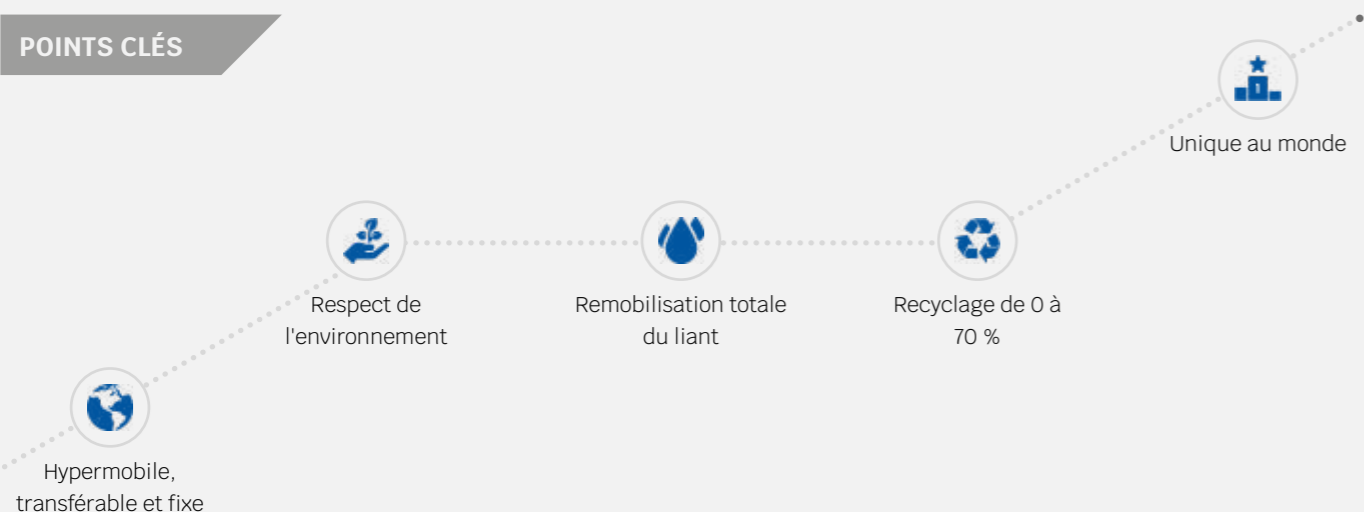 POINTS CLÉS
Unique au monde
Respect de
l'environnement
Remobilisation totale
du liant
Recyclage de 0 à
70 %
Hypermobile,
transférable et fixe